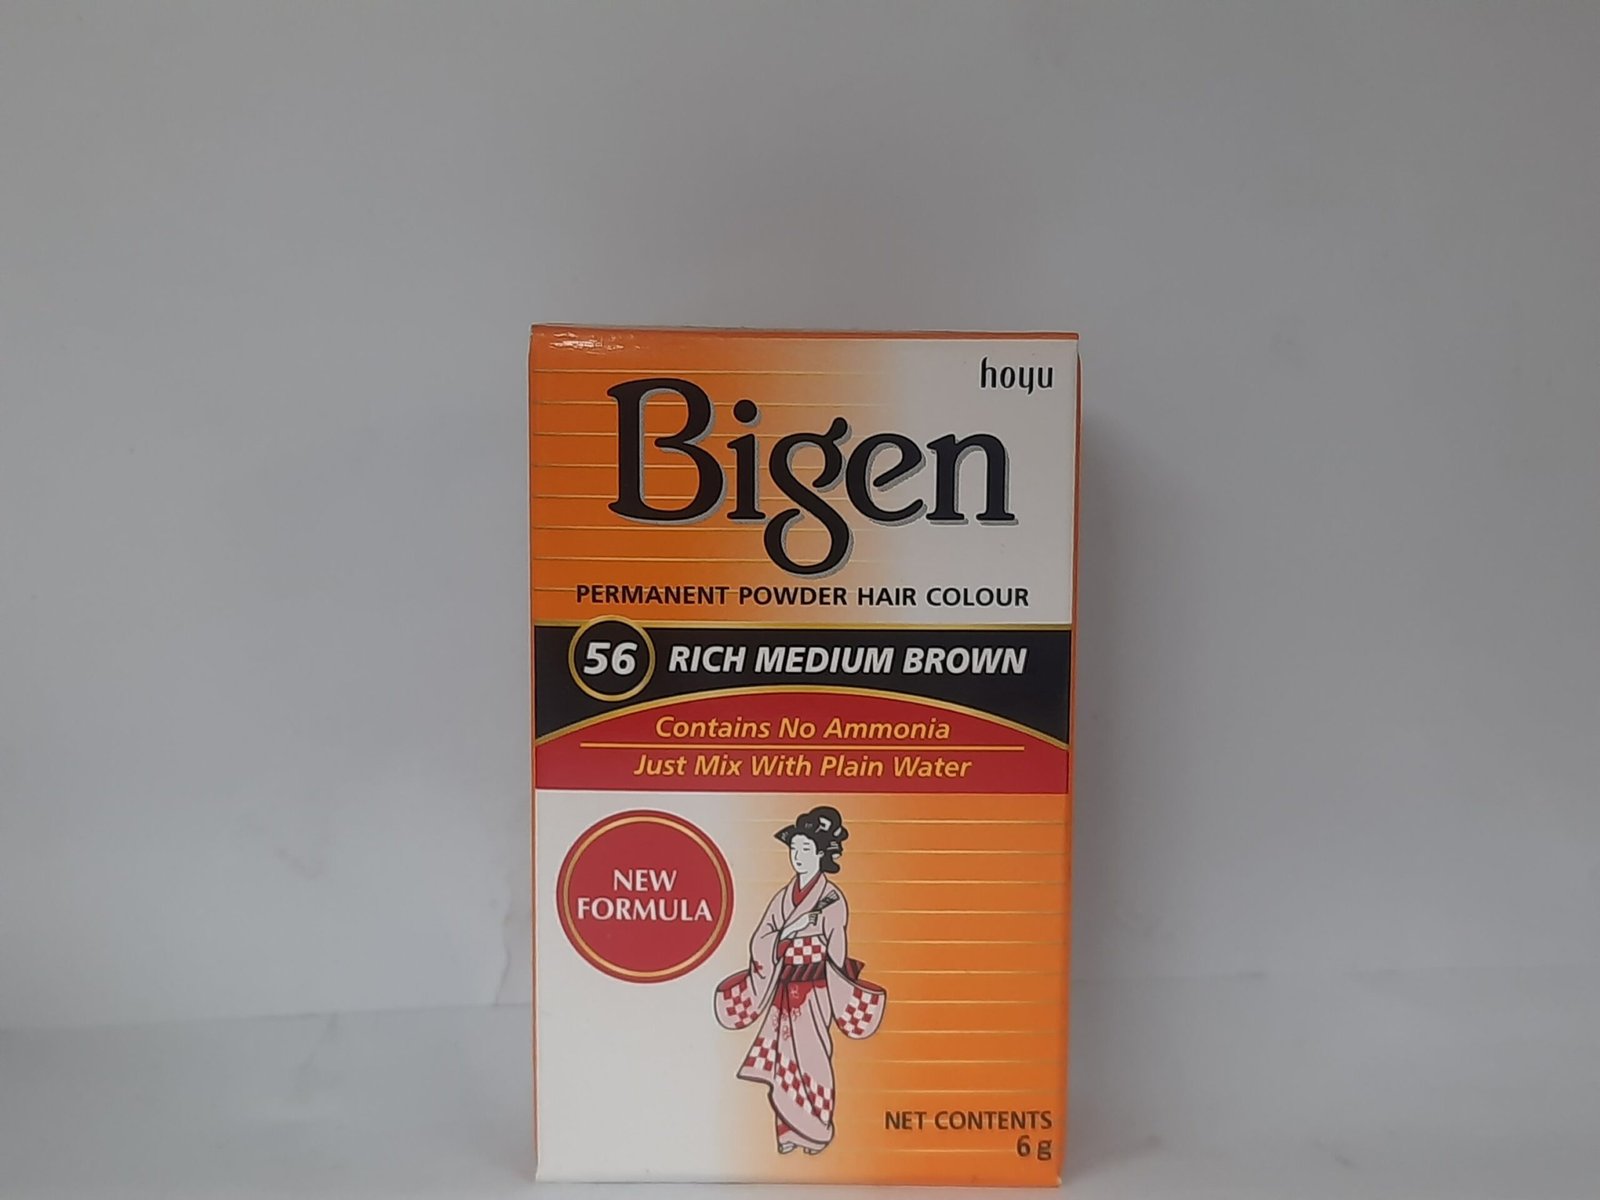 hoyu
Bigen
PERMANENT POWDER HAIR COLOUR
56 RICH MEDIUM BROWN
Contains No Ammonia
Just Mix With Plain Water
NEW
FORMULA
NET CONTENTS
6 g